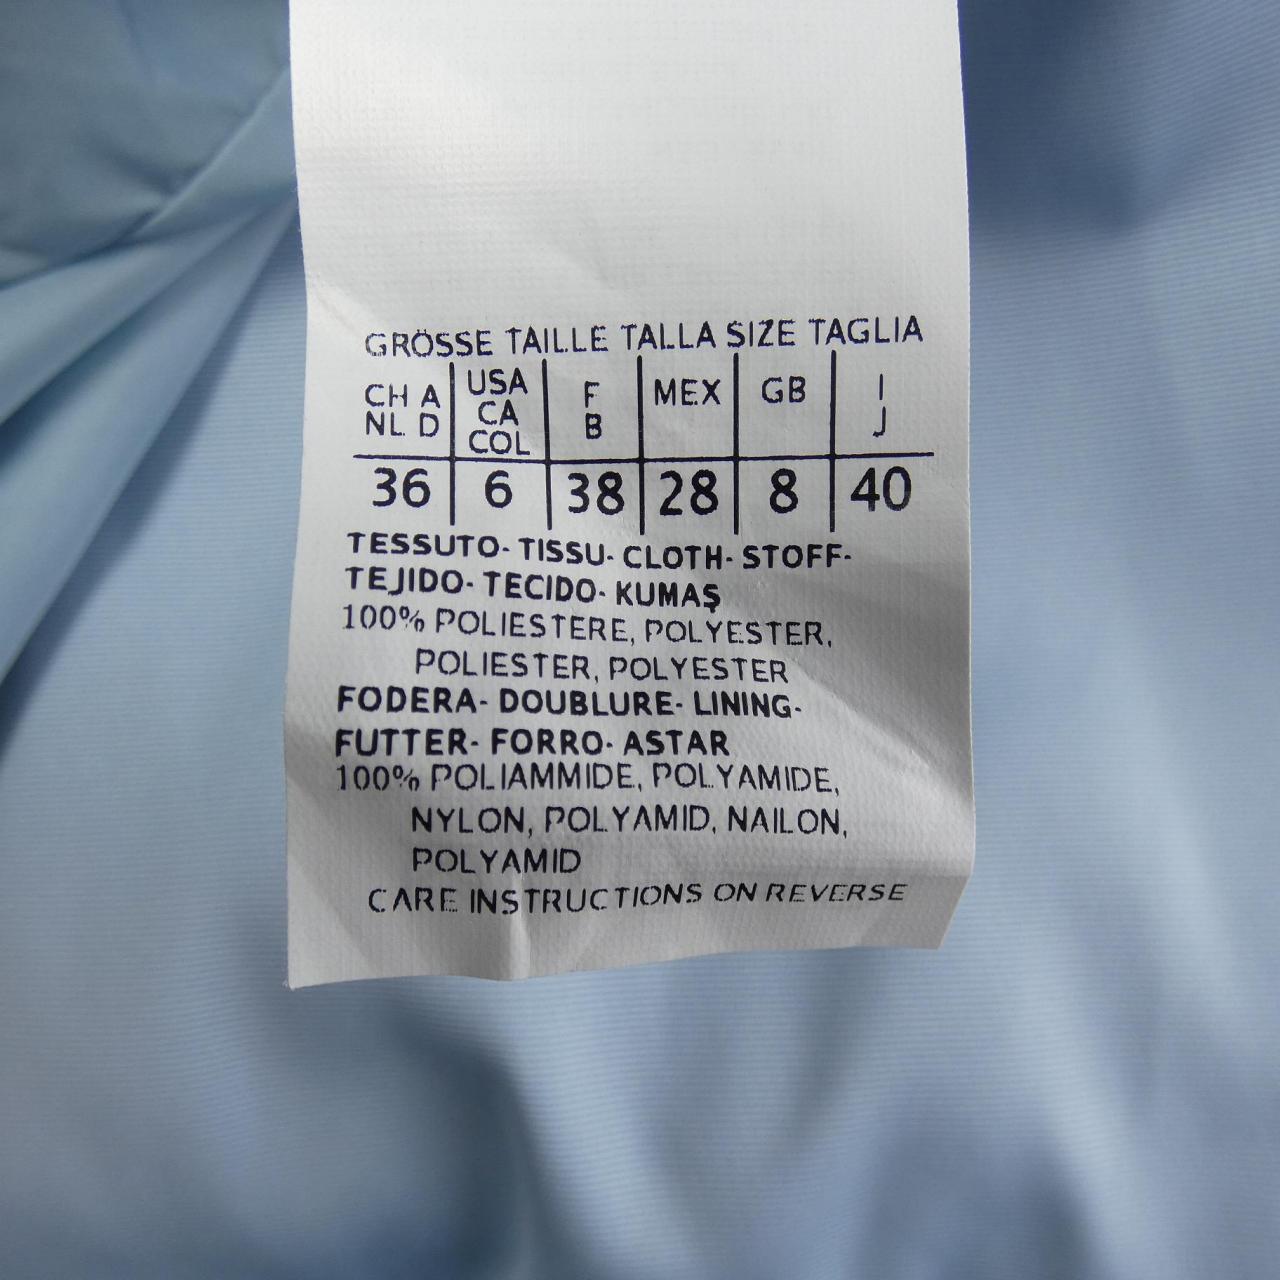 GRÖSSE TAILLE TALLA SIZE TAGLIA
CH A USA F MEX GB I
NL D CA B J
COL
36 6 38 28 8 40
TESSUTO- TISSU- CLOTH- STOFF-
TEJIDO- TECIDO- KUMAŞ
100% POLIESTERE, POLYESTER,
POLIESTER, POLYESTER
FODERA- DOUBLURE- LINING-
FUTTER- FORRO- ASTAR
100% POLIAMMIDE, POLYAMIDE,
NYLON, POLYAMID, NAILON,
POLYAMID
CARE INSTRUCTIONS ON REVERSE